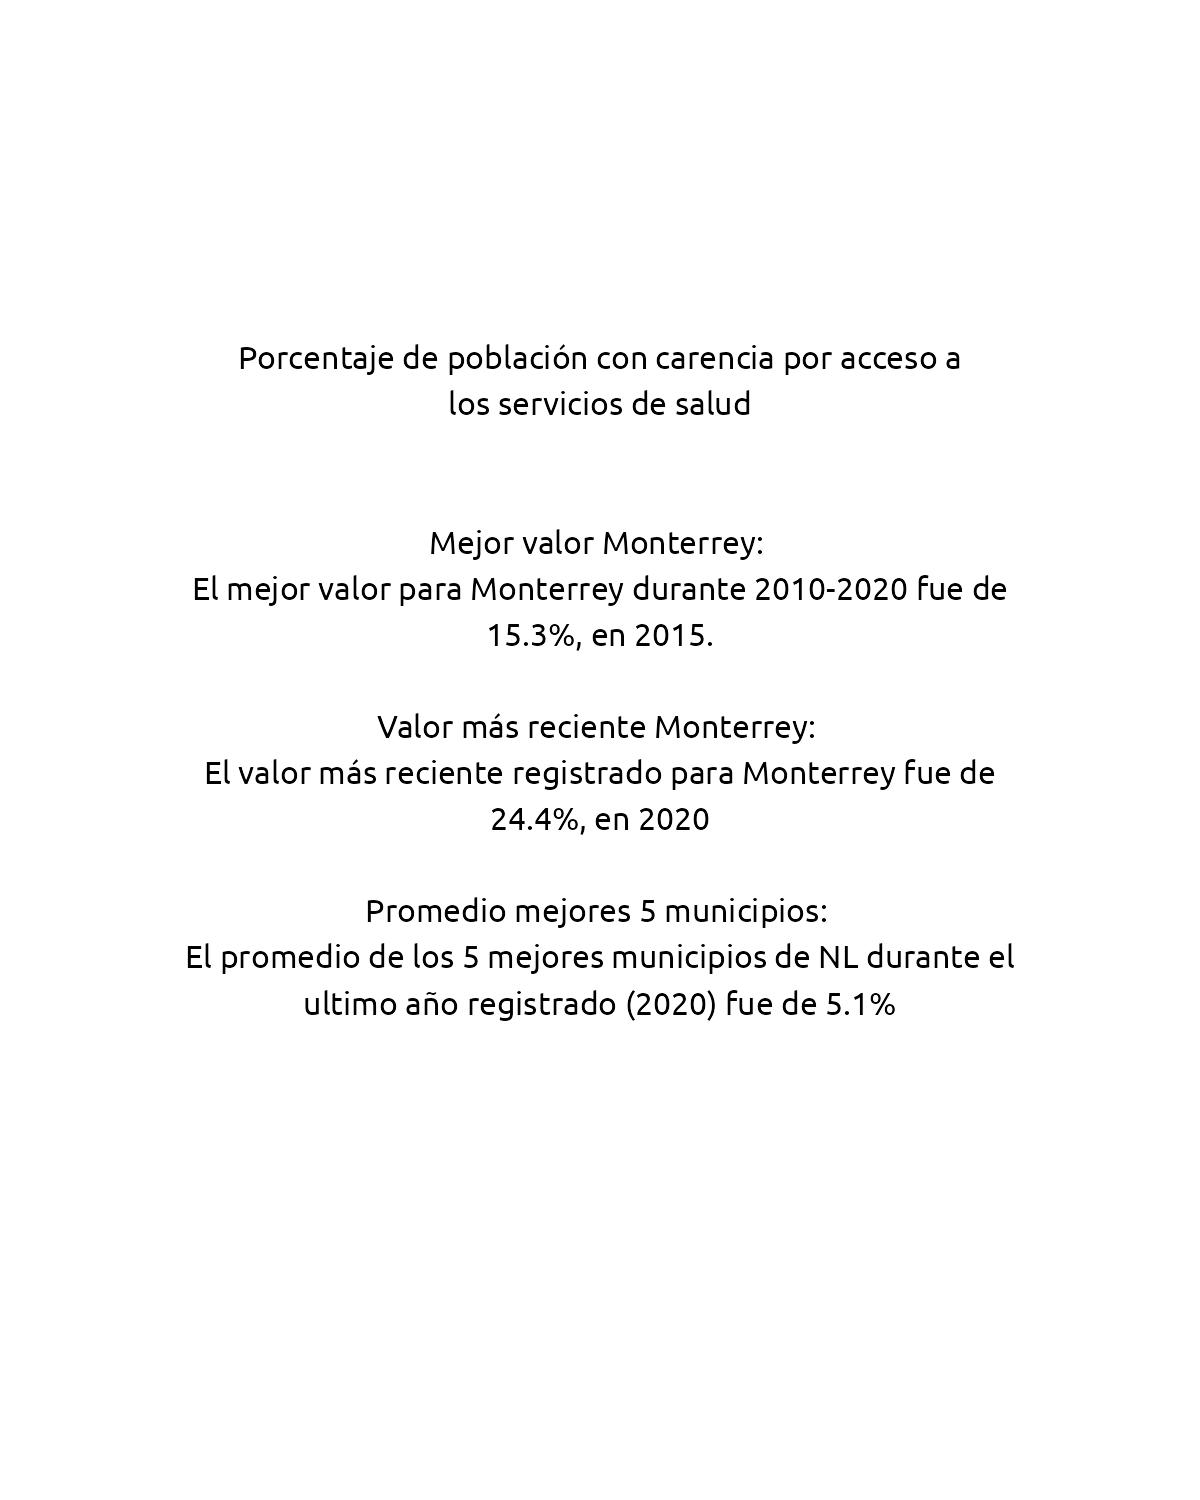 Porcentaje de población con carencia por acceso a
los servicios de salud
Mejor valor Monterrey:
El mejor valor para Monterrey durante 2010-2020 fue de
15.3%, en 2015.
Valor más reciente Monterrey:
El valor más reciente registrado para Monterrey fue de
24.4%, en 2020
Promedio mejores 5 municipios:
El promedio de los 5 mejores municipios de NL durante el
ultimo año registrado (2020) fue de 5.1%